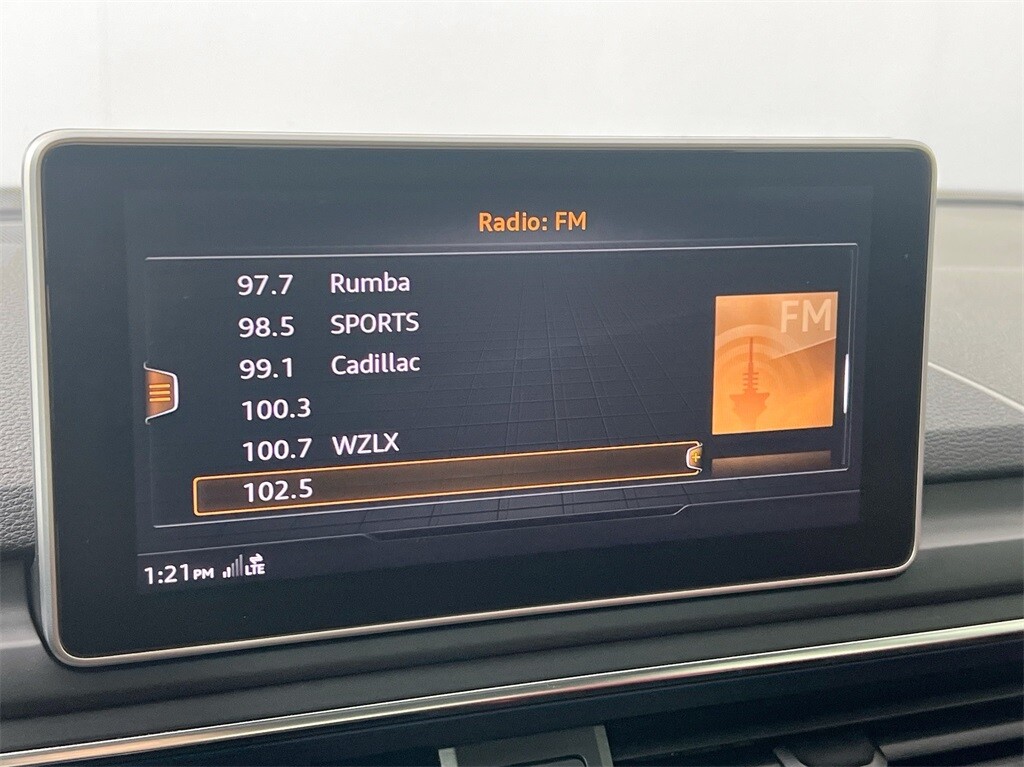 Radio: FM
97.7 Rumba
98.5 SPORTS
99.1 Cadillac
100.3
100.7 WZLX
102.5
FM
1:21PM LTE